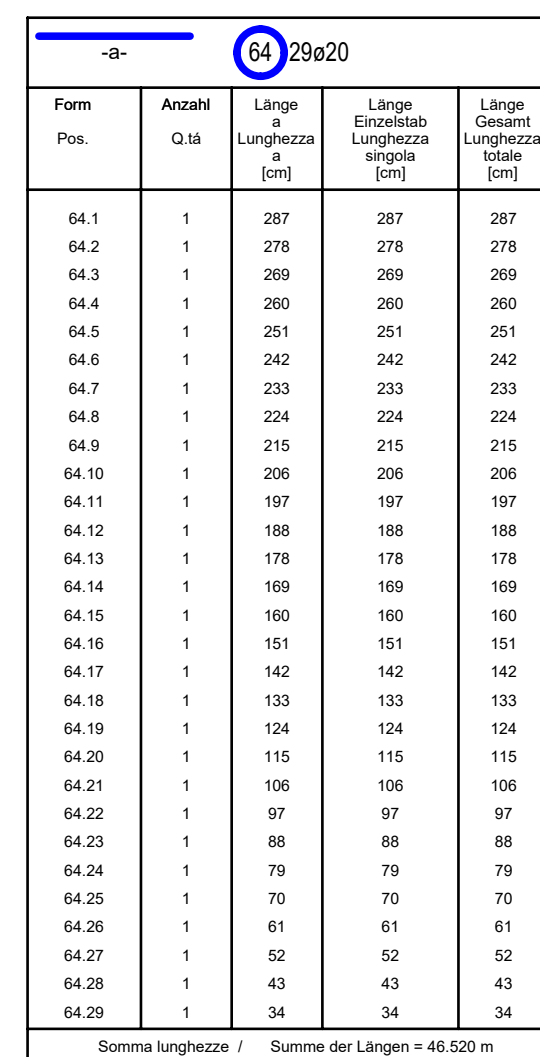 -a- 64 29ø20
Form Anzahl Länge Länge Länge
a Einzelstab Gesamt
Pos. Q.tá Lunghezza Lunghezza Lunghezza
a singola totale
[cm] [cm] [cm]
64.1 1 287 287 287
64.2 1 278 278 278
64.3 1 269 269 269
64.4 1 260 260 260
64.5 1 251 251 251
64.6 1 242 242 242
64.7 1 233 233 233
64.8 1 224 224 224
64.9 1 215 215 215
64.10 1 206 206 206
64.11 1 197 197 197
64.12 1 188 188 188
64.13 1 178 178 178
64.14 1 169 169 169
64.15 1 160 160 160
64.16 1 151 151 151
64.17 1 142 142 142
64.18 1 133 133 133
64.19 1 124 124 124
64.20 1 115 115 115
64.21 1 106 106 106
64.22 1 97 97 97
64.23 1 88 88 88
64.24 1 79 79 79
64.25 1 70 70 70
64.26 1 61 61 61
64.27 1 52 52 52
64.28 1 43 43 43
64.29 1 34 34 34
Somma lunghezze / Summe der Längen = 46.520 m